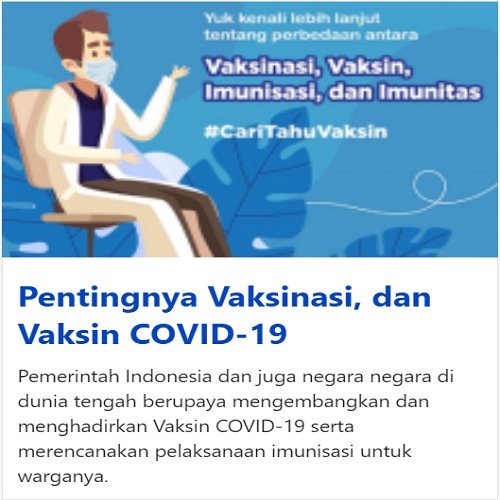 Yuk kenali lebih lanjut
tentang perbedaan antara
Vaksinasi, Vaksin,
Imunisasi, dan Imunitas
#CariTahuVaksin
Pentingnya Vaksinasi, dan
Vaksin COVID-19
Pemerintah Indonesia dan juga negara negara di
dunia tengah berupaya mengembangkan dan
menghadirkan Vaksin COVID-19 serta
merencanakan pelaksanaan imunisasi untuk
warganya.